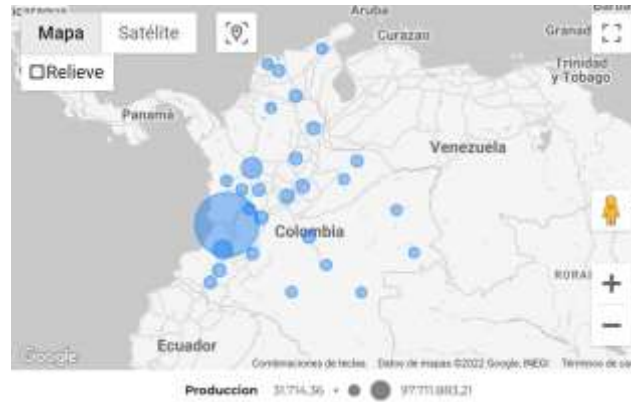 Mapa
Satélite
Relieve
Aruba
Curazao
Granad
Trinidad
y Tobago
Panamá
Venezuela
Colombia
RORAI
Ecuador
Google
Combinaciones de teclas
Datos de mapas ©2022 Google, INEGI
Términos de
Produccion 31.714,36 - 97.711.883,21